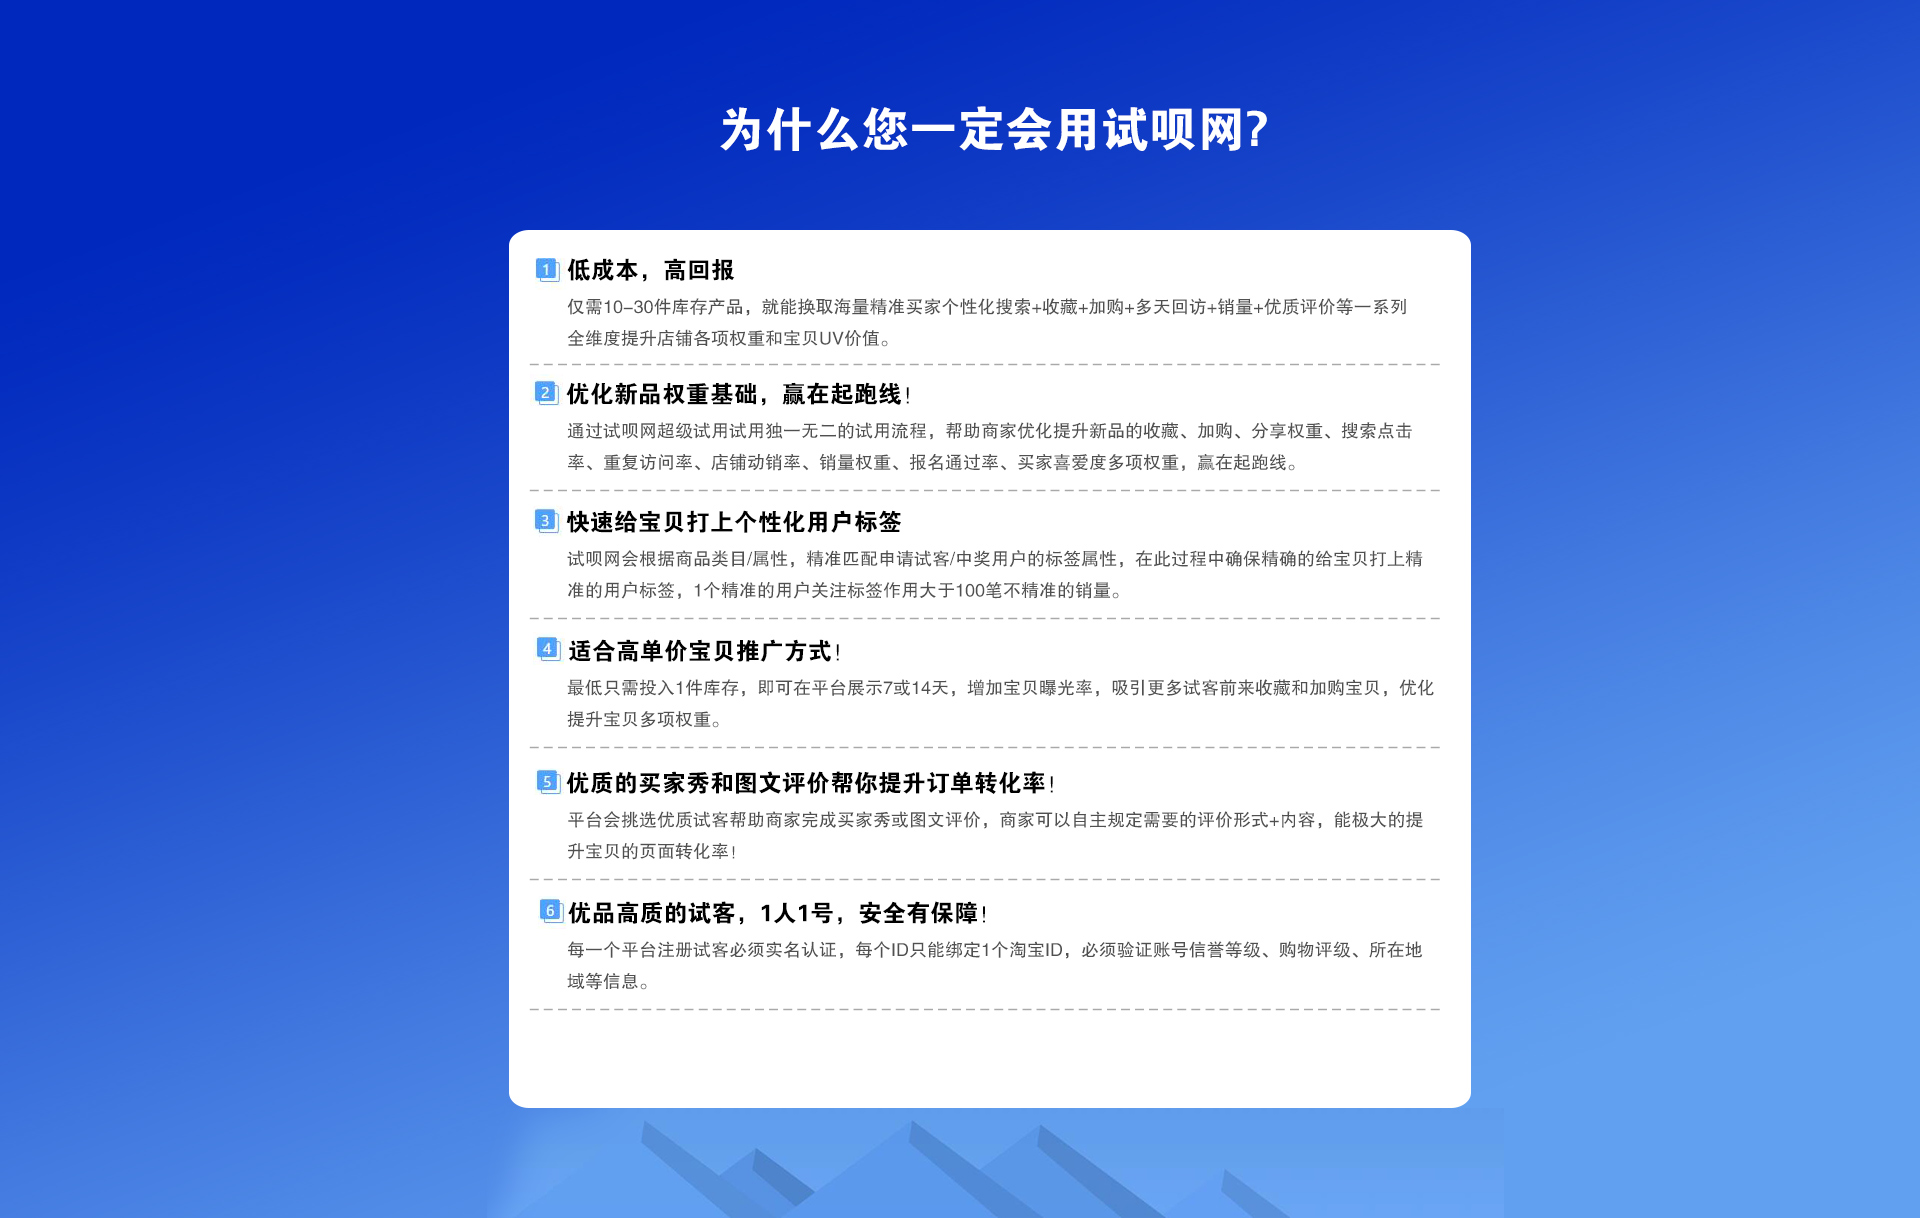 为什么您一定会用试呗网?
1 低成本，高回报
仅需10-30件库存产品，就能换取海量精准买家个性化搜索+收藏+加购+多天回访+销量+优质评价等一系列
全维度提升店铺各项权重和宝贝UV价值。
2 优化新品权重基础，赢在起跑线！
通过试呗网超级试用试用独一无二的试用流程，帮助商家优化提升新品的收藏、加购、分享权重、搜索点击
率、重复访问率、店铺动销率、销量权重、报名通过率、买家喜爱度多项权重，赢在起跑线。
3 快速给宝贝打上个性化用户标签
试呗网会根据商品类目/属性，精准匹配申请试客/中奖用户的标签属性，在此过程中确保精确的给宝贝打上精
准的用户标签，1个精准的用户关注标签作用大于100笔不精准的销量。
4 适合高单价宝贝推广方式！
最低只需投入1件库存，即可在平台展示7或14天，增加宝贝曝光率，吸引更多试客前来收藏和加购宝贝，优化
提升宝贝多项权重。
5 优质的买家秀和图文评价帮你提升订单转化率！
平台会挑选优质试客帮助商家完成买家秀或图文评价，商家可以自主规定需要的评价形式+内容，能极大的提
升宝贝的页面转化率！
6 优品高质的试客，1人1号，安全有保障！
每一个平台注册试客必须实名认证，每个ID只能绑定1个淘宝ID，必须验证账号信誉等级、购物评级、所在地
域等信息。